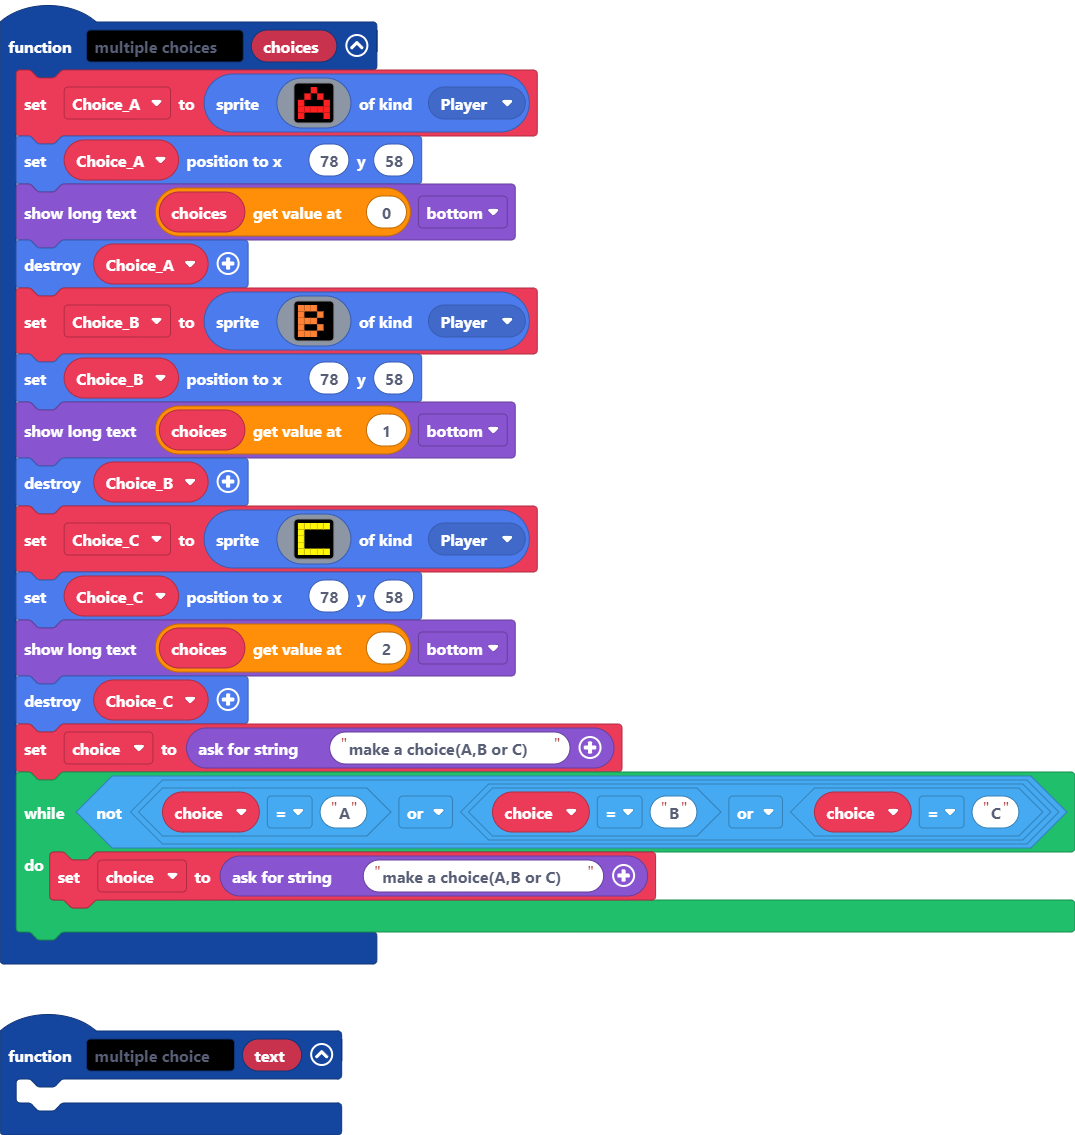 function multiple choices choices
set Choice_A to sprite A of kind Player
set Choice_A position to x 78 y 58
show long text choices get value at 0 bottom
destroy Choice_A
set Choice_B to sprite B of kind Player
set Choice_B position to x 78 y 58
show long text choices get value at 1 bottom
destroy Choice_B
set Choice_C to sprite C of kind Player
set Choice_C position to x 78 y 58
show long text choices get value at 2 bottom
destroy Choice_C
set choice to ask for string "make a choice(A,B or C) "
while not choice = "A" or choice = "B" or choice = "C"
do set choice to ask for string "make a choice(A,B or C) "
function multiple choice text